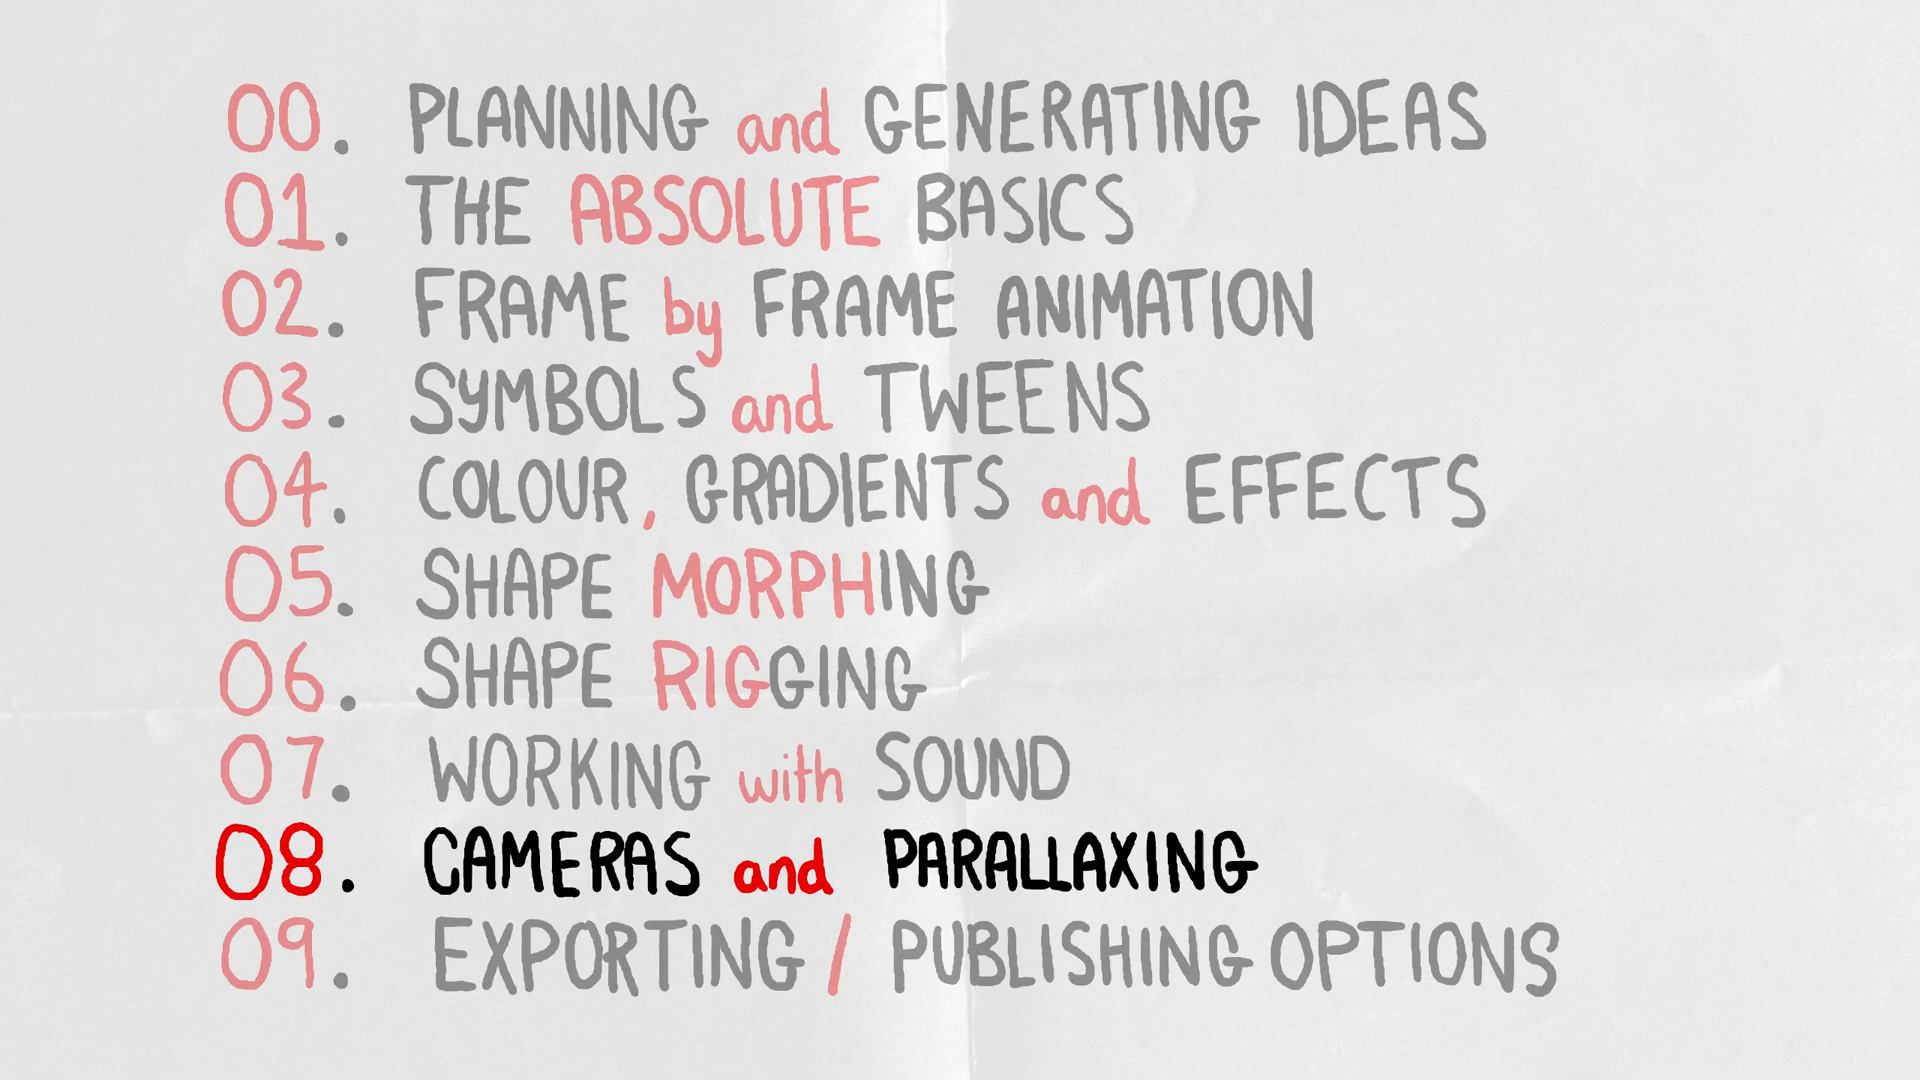 00. PLANNING and GENERATING IDEAS
01. THE ABSOLUTE BASICS
02. FRAME by FRAME ANIMATION
03. SYMBOLS and TWEENS
04. COLOUR, GRADIENTS and EFFECTS
05. SHAPE MORPHING
06. SHAPE RIGGING
07. WORKING with SOUND
08. CAMERAS and PARALLAXING
09. EXPORTING / PUBLISHING OPTIONS